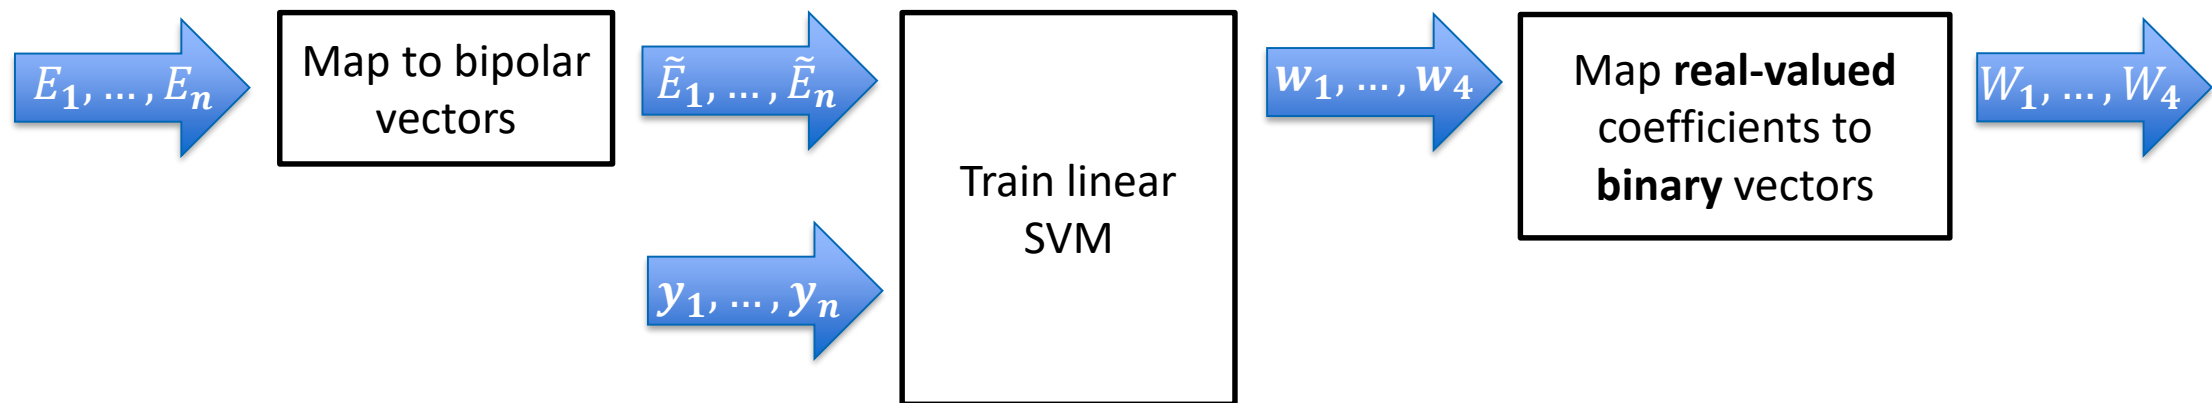 E₁, … , Eₙ
Map to bipolar
vectors
Ẽ₁, … , Ẽₙ
y₁, … , yₙ
Train linear
SVM
w₁, … , w₄
Map real-valued
coefficients to
binary vectors
W₁, … , W₄